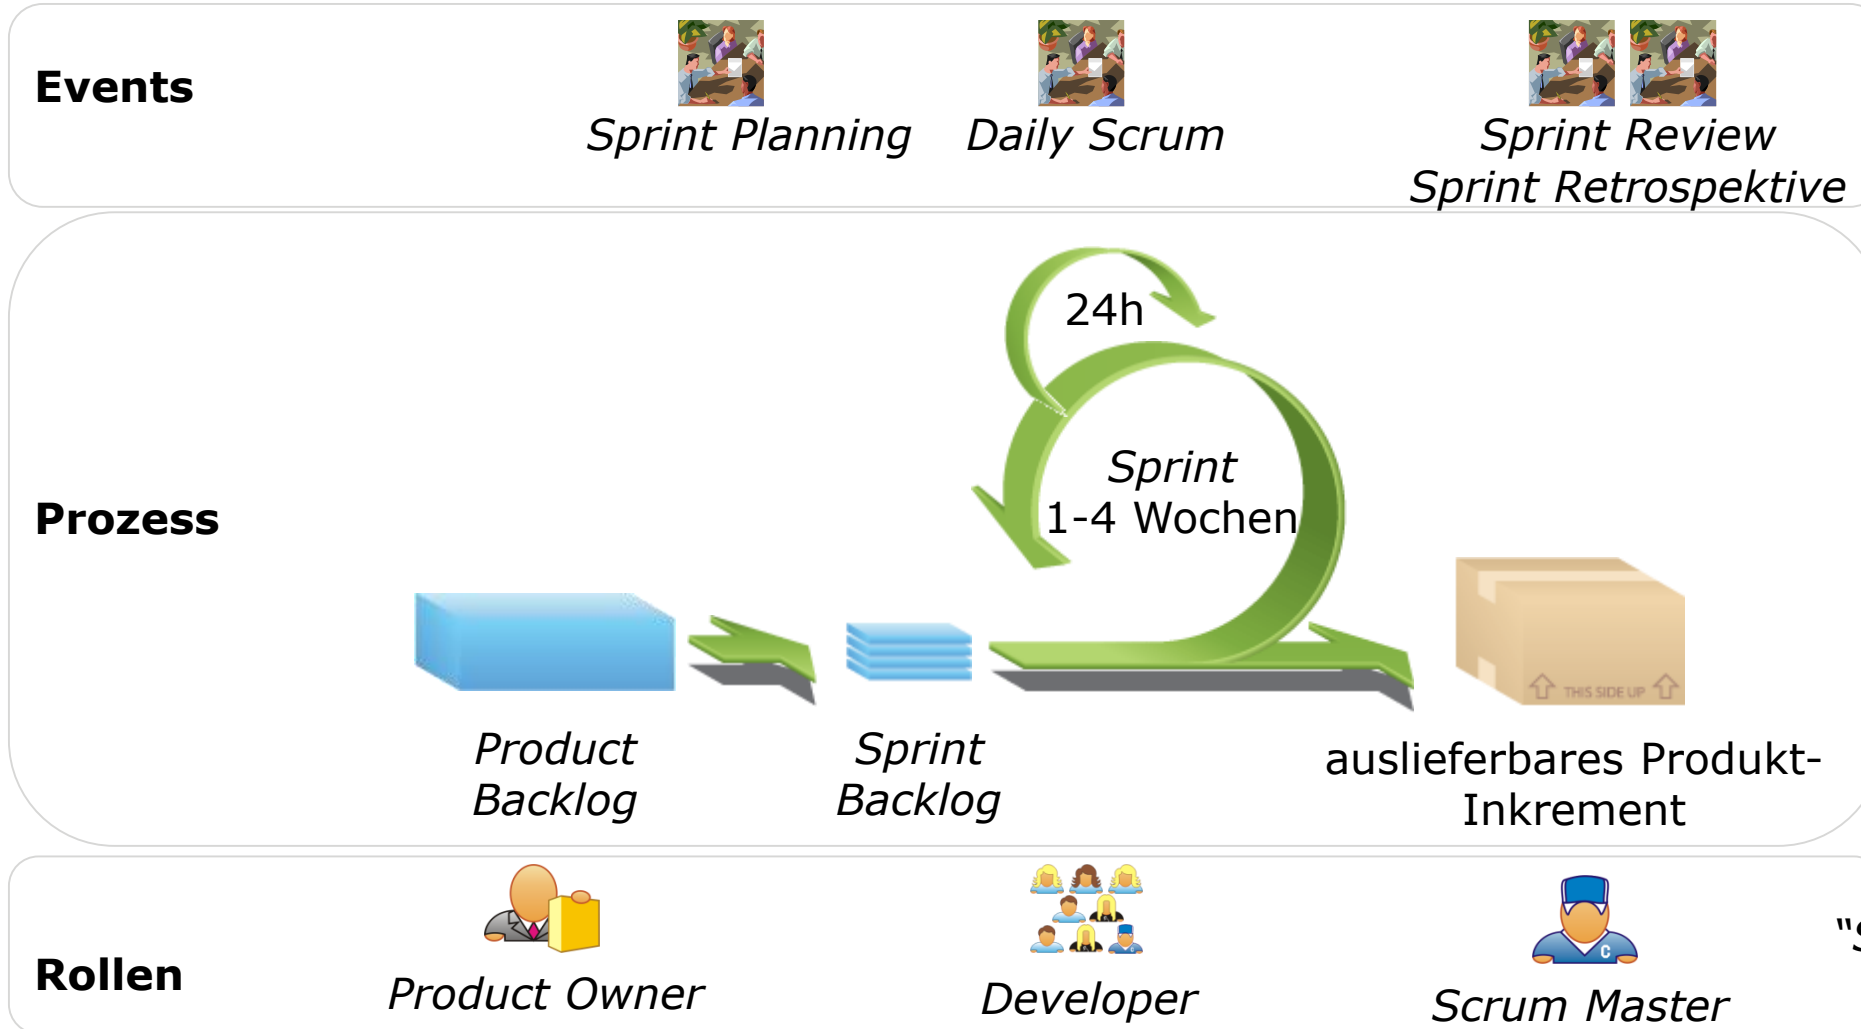 Events
Sprint Planning
Daily Scrum
Sprint Review
Sprint Retrospektive
Prozess
24h
Sprint
1-4 Wochen
THIS SIDE UP
Product
Backlog
Sprint
Backlog
auslieferbares Produkt-
Inkrement
Rollen
Product Owner
Developer
C
Scrum Master
"S